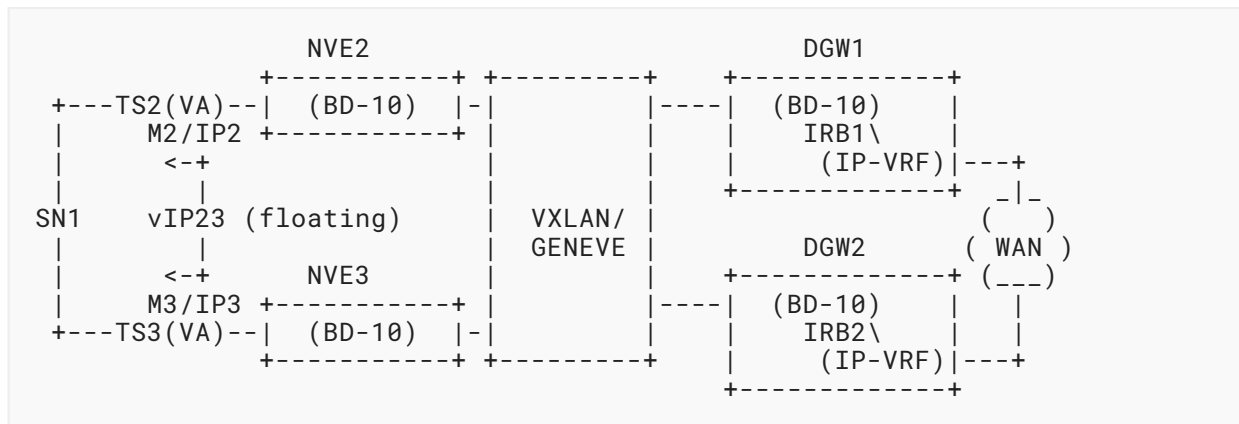 NVE2                           DGW1
                +-----------+ +---------+    +-------------+
  +---TS2(VA)--|  (BD-10)  |-|         |----|  (BD-10)    |
  |      M2/IP2 +-----------+ |         |    |    IRB1\    |
  |       <-+                 |         |    |     (IP-VRF)|---+
  |         |                 |         |    +-------------+  _|_
 SN1    vIP23 (floating)      |  VXLAN/ |                    (   )
  |         |                 |  GENEVE |        DGW2       ( WAN )
  |       <-+      NVE3       |         |    +-------------+ (___)
  |      M3/IP3 +-----------+ |         |----|  (BD-10)    |   |
  +---TS3(VA)--|  (BD-10)  |-|         |    |    IRB2\    |   |
                +-----------+ +---------+    |     (IP-VRF)|---+
                                             +-------------+